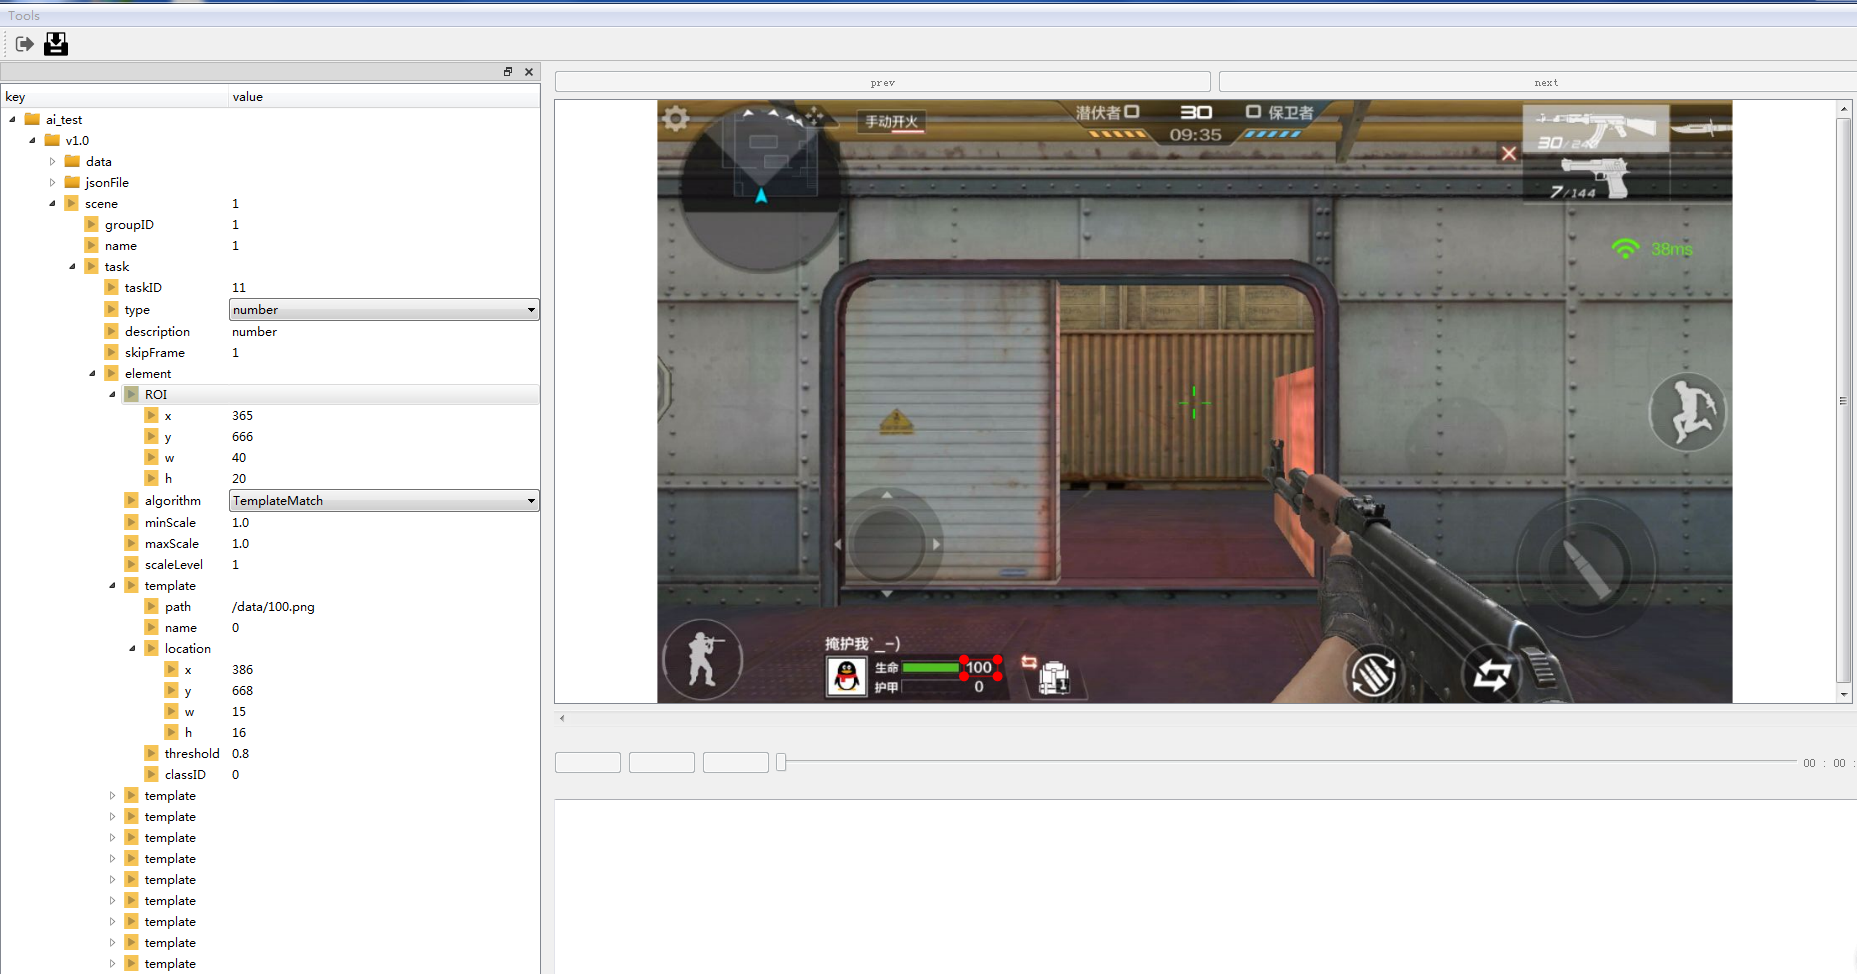 Tools
prev
next
key value
ai_test
v1.0
data
jsonFile
scene 1
groupID 1
name 1
task
taskID 11
type number
description number
skipFrame 1
element
ROI
x 365
y 666
w 40
h 20
algorithm TemplateMatch
minScale 1.0
maxScale 1.0
scaleLevel 1
template
path /data/100.png
name 0
location
x 386
y 668
w 15
h 16
threshold 0.8
classID 0
template
template
template
template
template
template
template
template
template
手动开火
潜伏者 0 30 0 保卫者
09:35
30/240
7/144
38ms
掩护我`_-)
生命 100
护甲 0
1
00 : 00 :